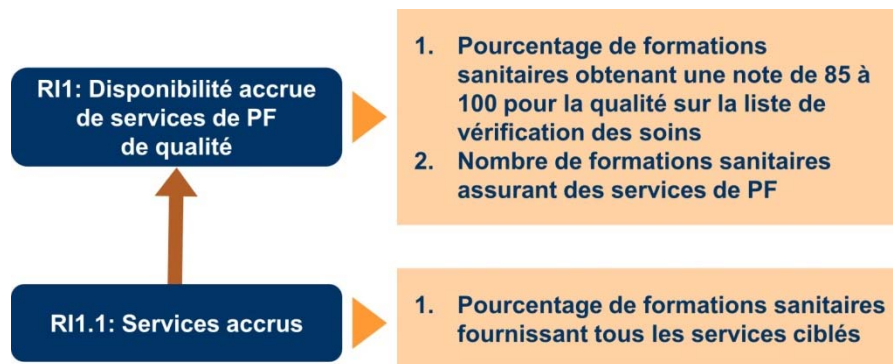 RI1: Disponibilité accrue
de services de PF
de qualité
1. Pourcentage de formations
sanitaires obtenant une note de 85 à
100 pour la qualité sur la liste de
vérification des soins
2. Nombre de formations sanitaires
assurant des services de PF
RI1.1: Services accrus
1. Pourcentage de formations sanitaires
fournissant tous les services ciblés